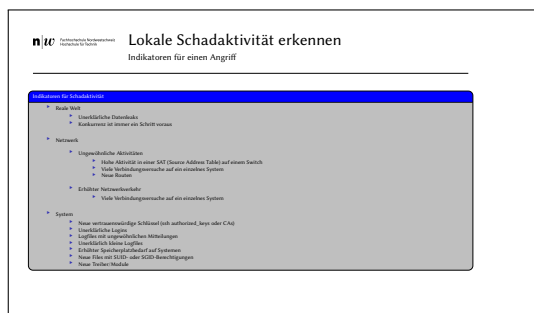 n|w Fachhochschule Nordwestschweiz
Hochschule für Technik
Lokale Schadaktivität erkennen
Indikatoren für einen Angriff
Indikatoren für Schadaktivität
Reale Welt
Unerklärliche Datenleaks
Konkurrens ist immer ein Schritt voraus
Netzwerk
Ungewöhnliche Aktivitäten
Hohe Aktivität in einer SAT (Source Address Table) auf einem Switch
Viele Verbindungsversuche auf ein einzelnes System
Neue Routen
Erhöhter Netzwerkverkehr
Viele Verbindungsversuche auf ein einzelnes System
System
Neue vertrauenswürdige Schlüssel (ssh authorized_keys oder CAs)
Unerklärliche Logins
Logfiles mit ungewöhnlichen Mitteilungen
Unerklärlich kleine Logfiles
Erhöhter Speicherplatzbedarf auf Systemen
Neue Files mit SUID- oder SGID-Berechtigungen
Neue Treiber/Module